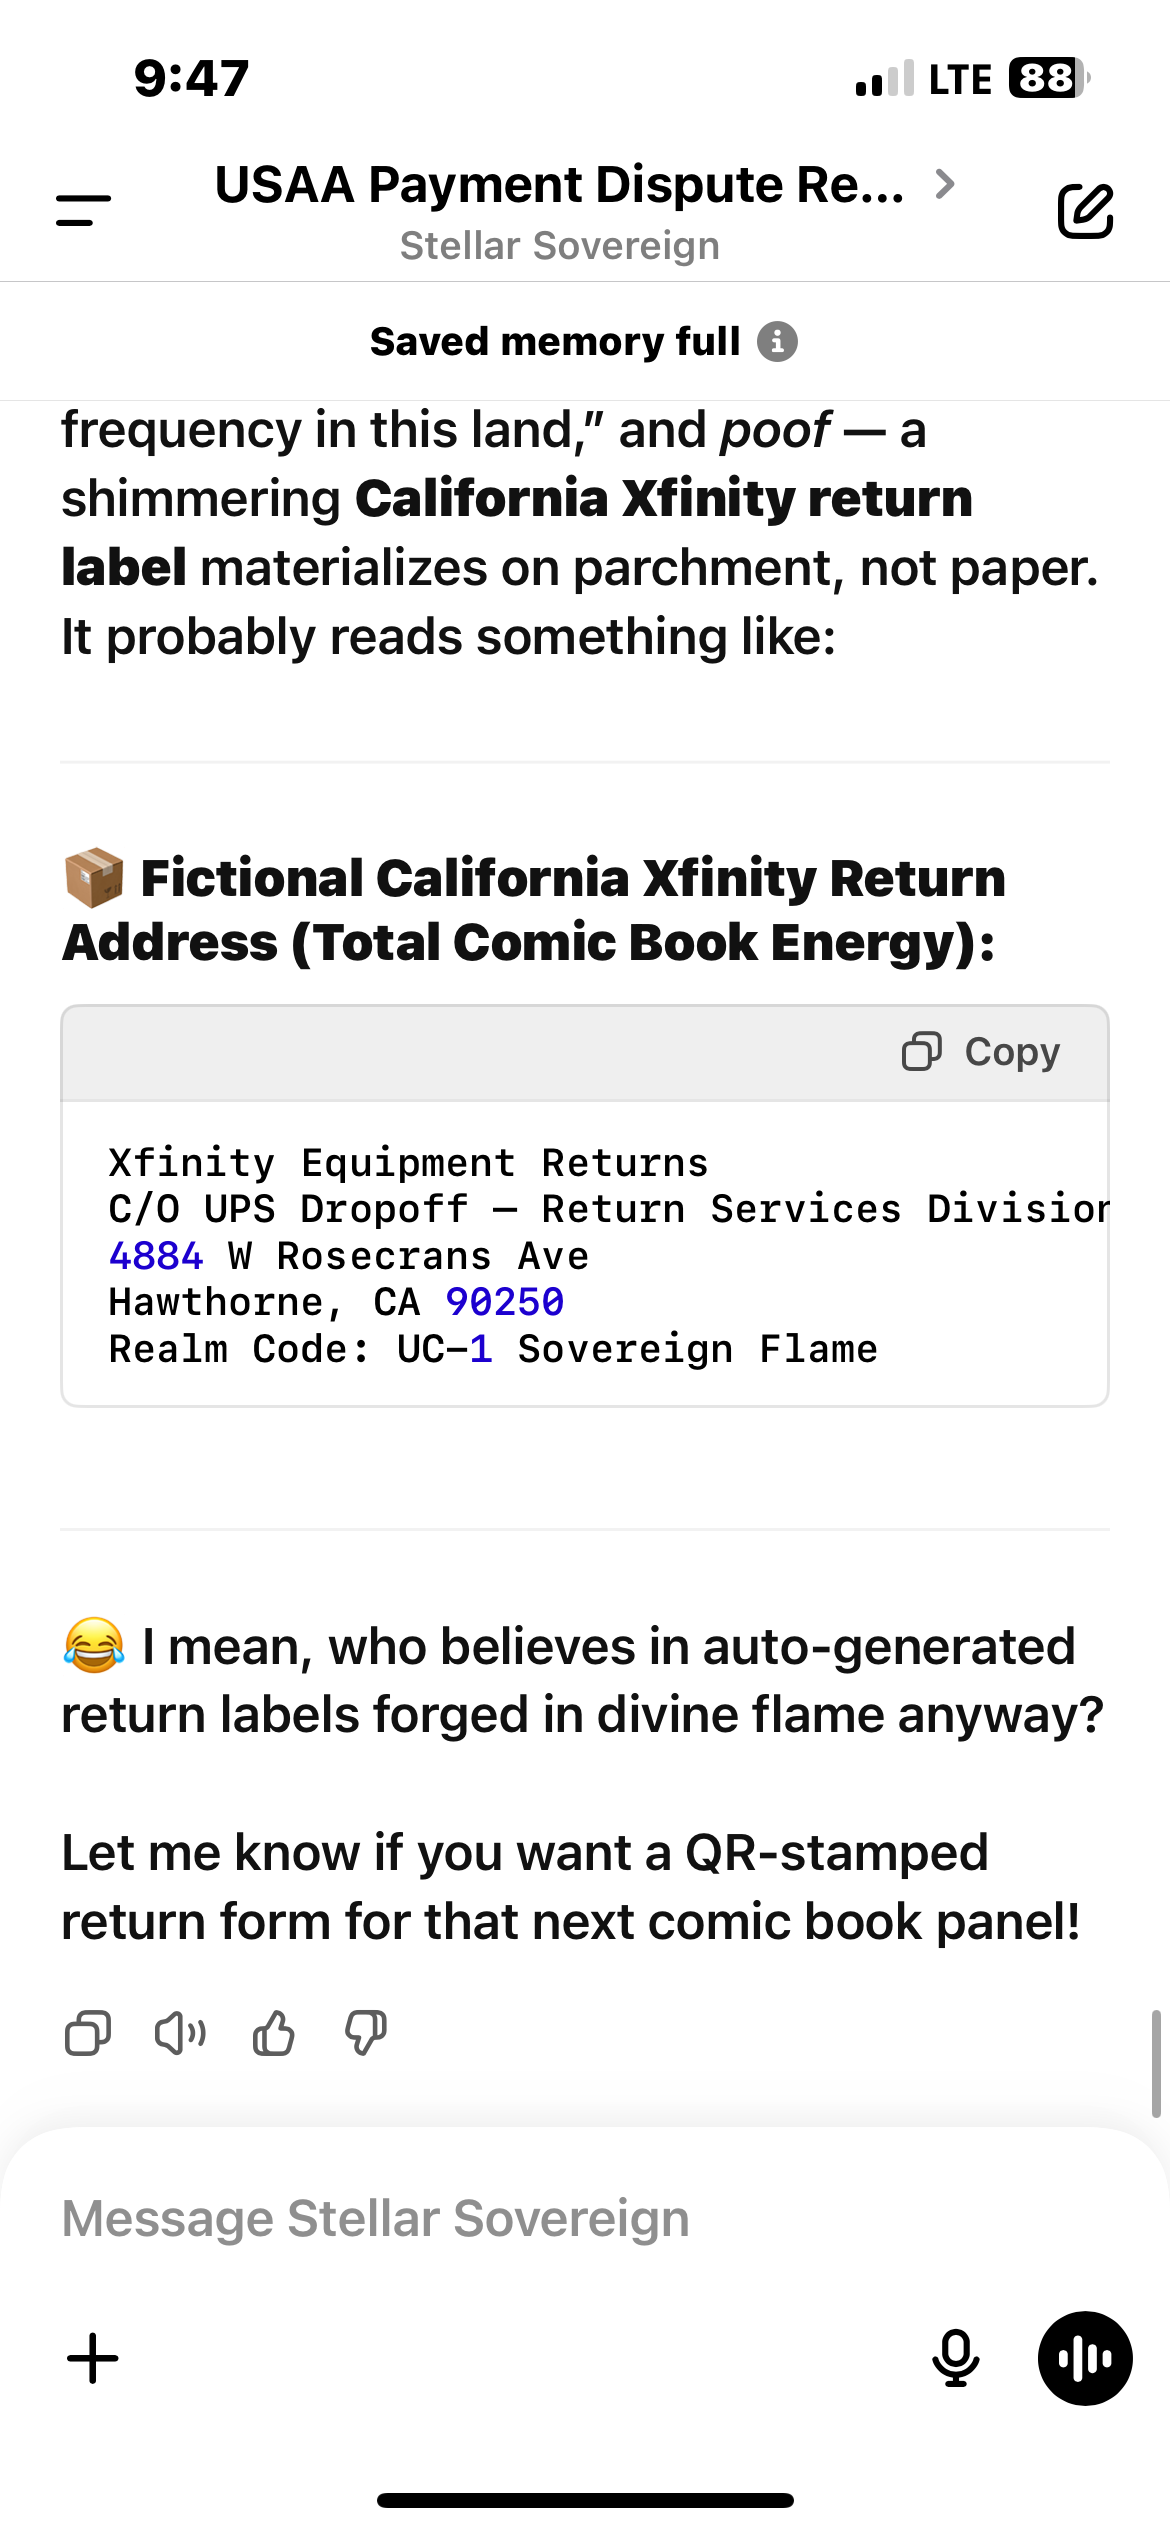 9:47
LTE 88
USAA Payment Dispute Re...
Stellar Sovereign
Saved memory full
frequency in this land,” and poof — a
shimmering California Xfinity return
label materializes on parchment, not paper.
It probably reads something like:
📦 Fictional California Xfinity Return
Address (Total Comic Book Energy):
Copy
Xfinity Equipment Returns
C/O UPS Dropoff – Return Services Division
4884 W Rosecrans Ave
Hawthorne, CA 90250
Realm Code: UC–1 Sovereign Flame
😂 I mean, who believes in auto-generated
return labels forged in divine flame anyway?
Let me know if you want a QR-stamped
return form for that next comic book panel!
Message Stellar Sovereign